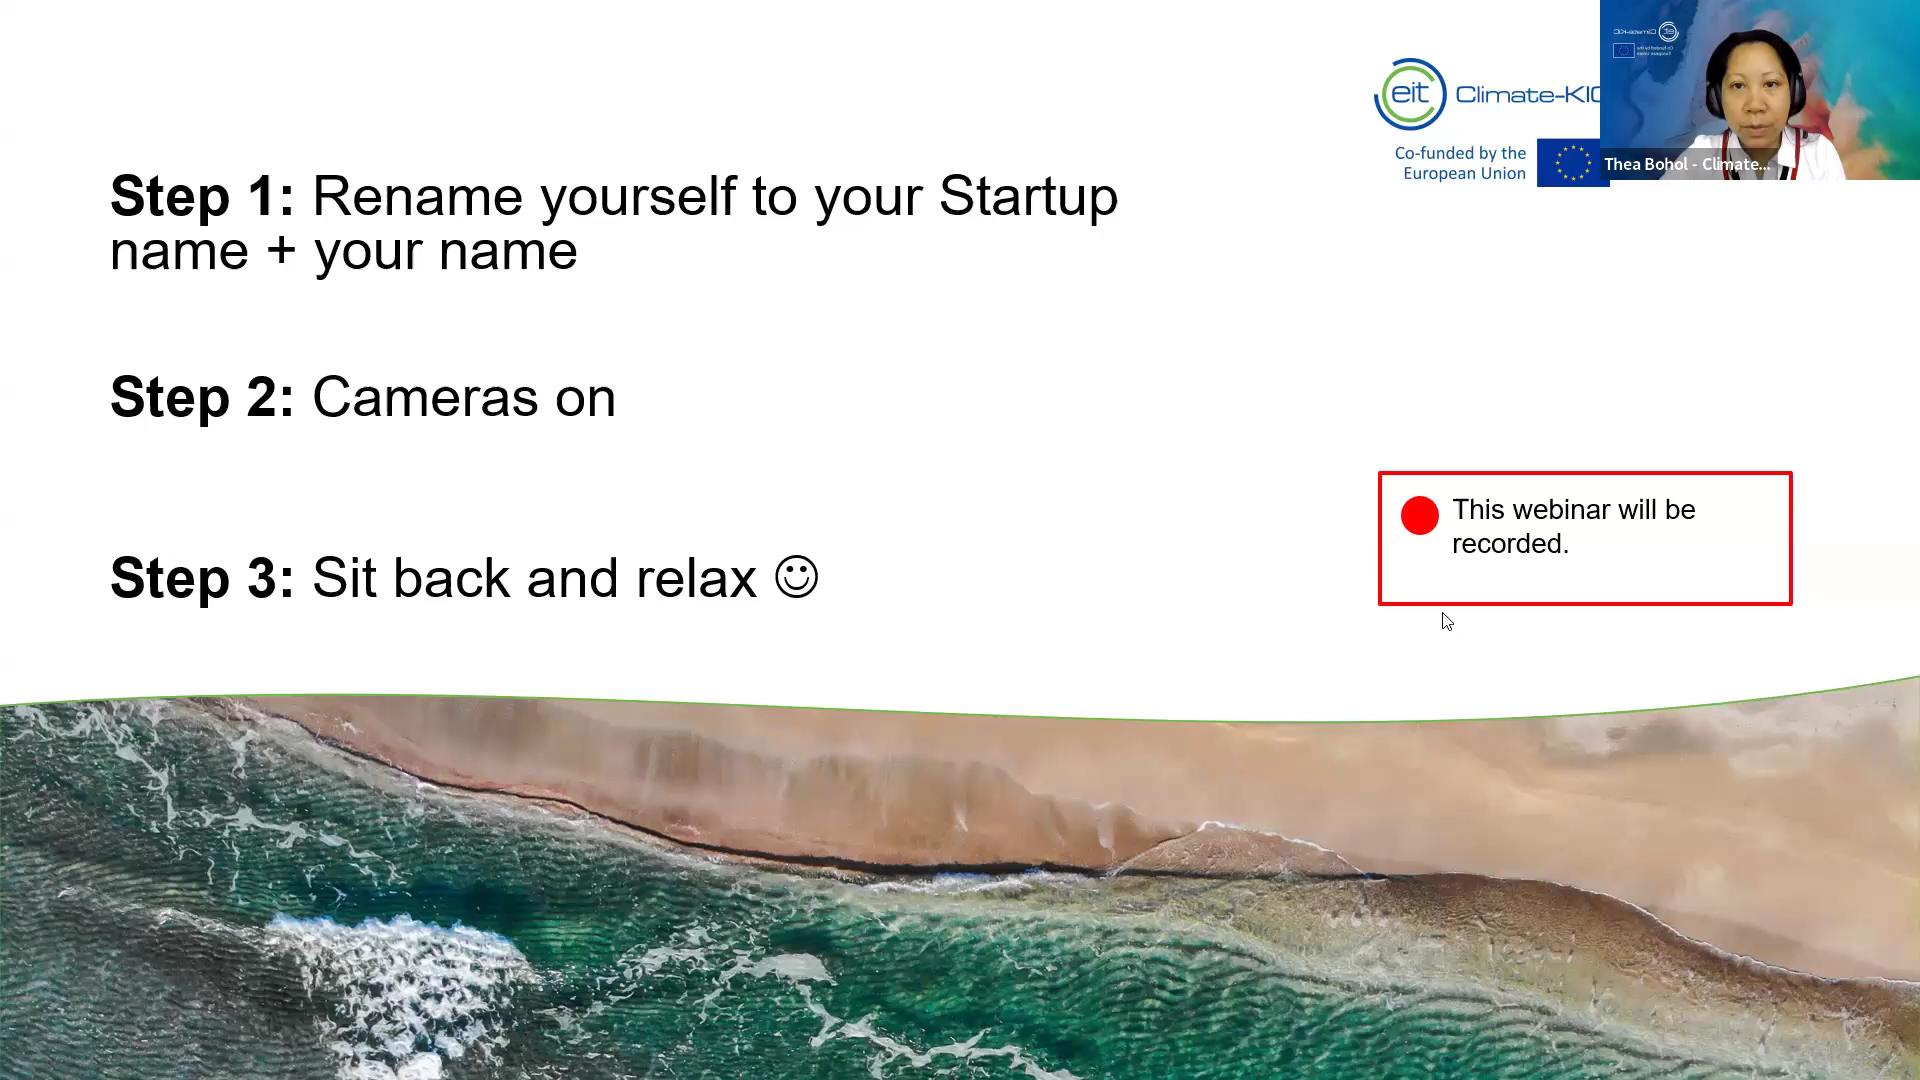 Step 1: Rename yourself to your Startup
name + your name
Step 2: Cameras on
Step 3: Sit back and relax ☺
eit Climate-KIC
Co-funded by the
European Union
Thea Bohol - Climate...
This webinar will be
recorded.